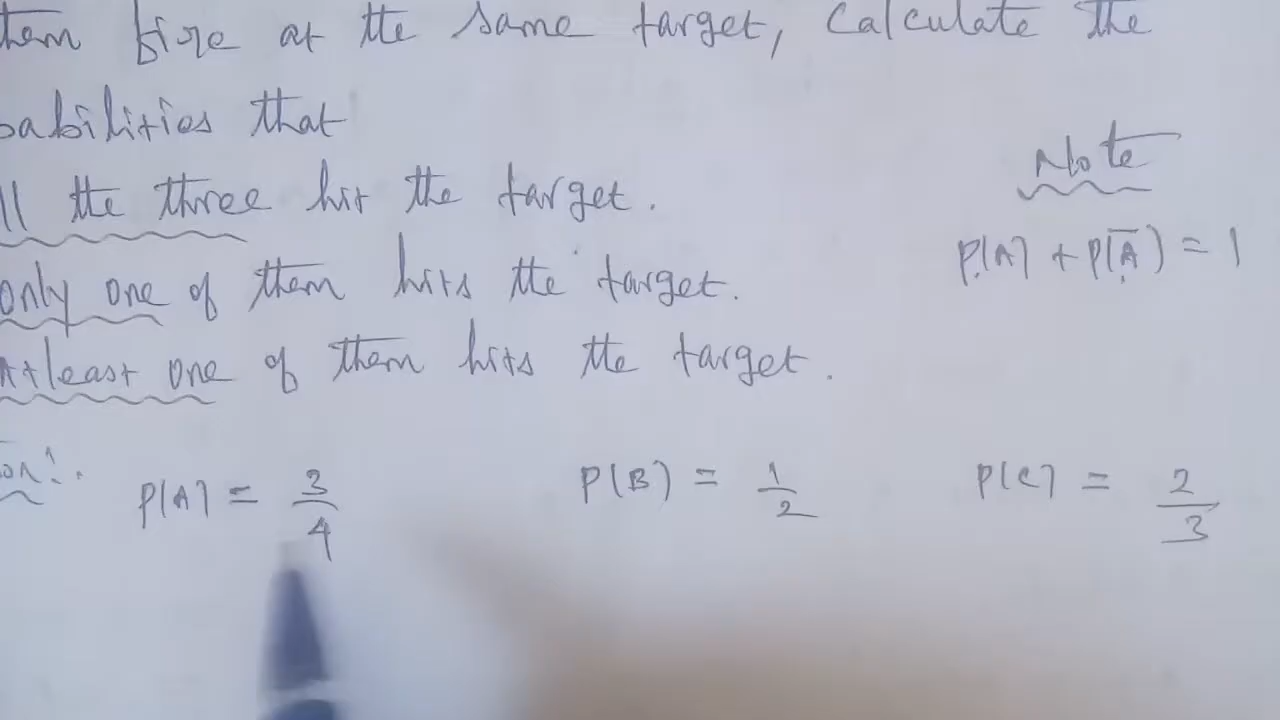 them fire at the same target, calculate the
babilities that
ll the three hit the target.
only one of them hits the target.
Atleast one of them hits the target.
Note
P(A) + P(A̅) = 1
on:.
P(A) = 3/4
P(B) = 1/2
P(C) = 2/3